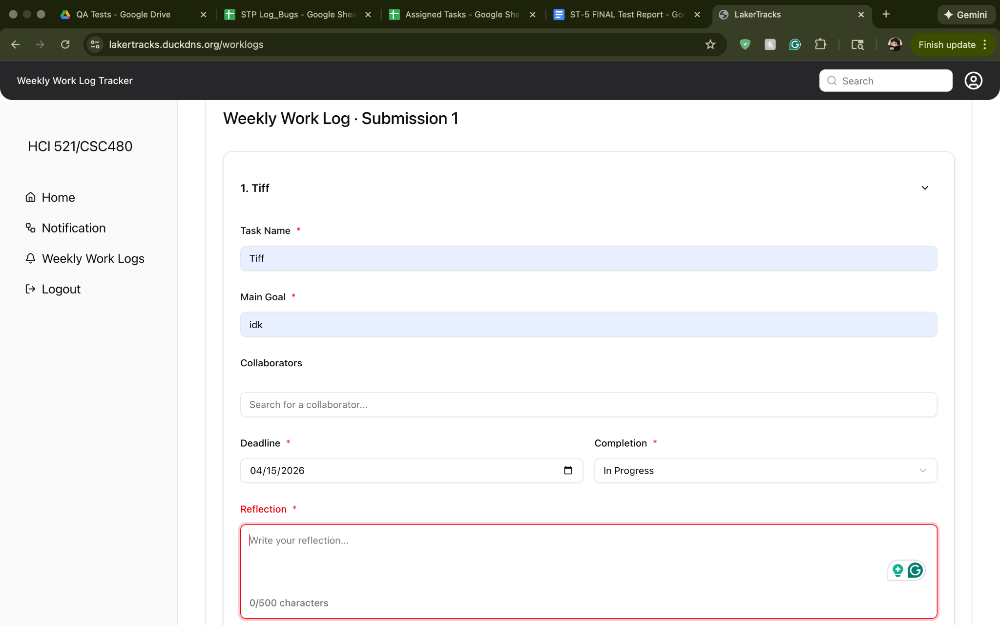 QA Tests - Google Drive
STP Log_Bugs - Google Shee
Assigned Tasks - Google She
ST-5 FINAL Test Report - Goo
LakerTracks
Gemini
lakertracks.duckdns.org/worklogs
Finish update
Weekly Work Log Tracker
Search
HCI 521/CSC480
Home
Notification
Weekly Work Logs
Logout
Weekly Work Log · Submission 1
1. Tiff
Task Name *
Tiff
Main Goal *
idk
Collaborators
Search for a collaborator...
Deadline *
Completion *
04/15/2026
In Progress
Reflection *
Write your reflection...
0/500 characters